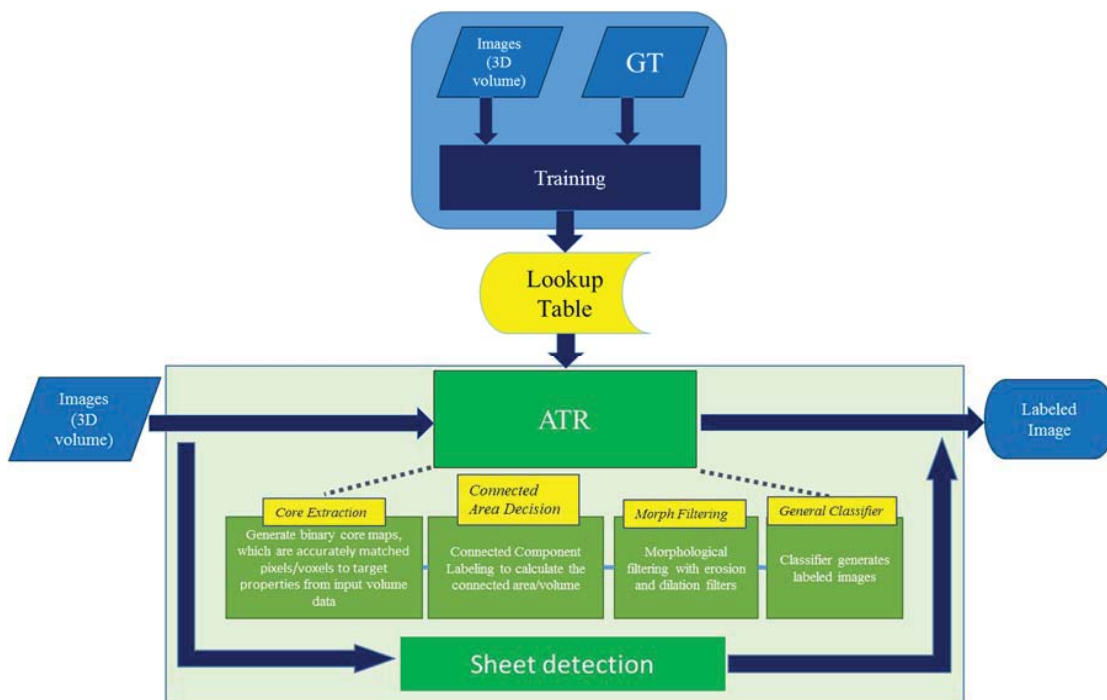 Images
(3D
volume)
GT
Training
Lookup
Table
Images
(3D
volume)
ATR
Labeled
Image
Core Extraction
Generate binary core maps,
which are accurately matched
pixels/voxels to target
properties from input volume
data
Connected
Area Decision
Connected Component
Labeling to calculate the
connected area/volume
Morph Filtering
Morphological
filtering with erosion
and dilation filters
General Classifier
Classifier generates
labeled images
Sheet detection